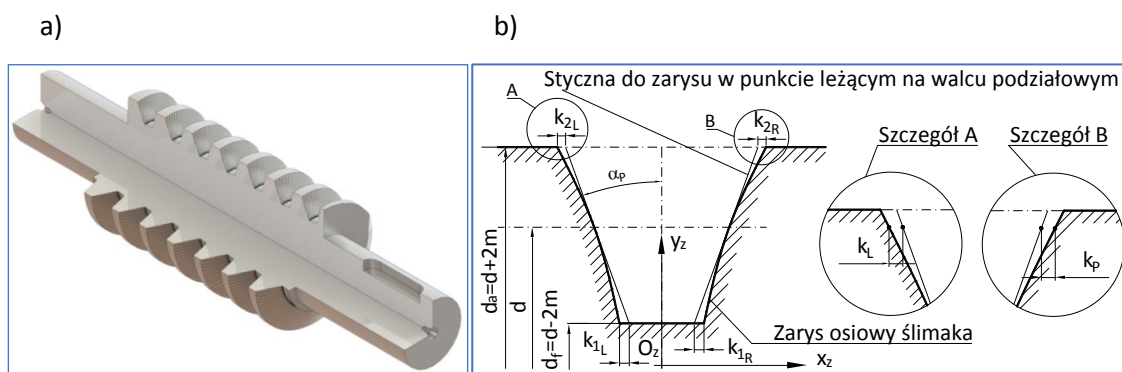 a)
b)
Styczna do zarysu w punkcie leżącym na walcu podziałowym
A
k2L
B
k2R
Szczegół A
Szczegół B
αP
yz
kL
kP
da=d+2m
d
df=d-2m
Zarys osiowy ślimaka
k1L
Oz
k1R
xz